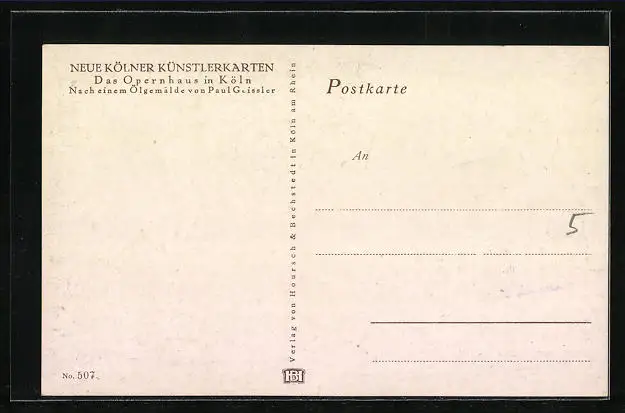 NEUE KÖLNER KÜNSTLERKARTEN
Das Opernhaus in Köln
Nach einem Ölgemälde von Paul Geissler
Verlag von Hoursch & Bechstedt in Köln am Rhein
Postkarte
An
5
No. 507.
HB